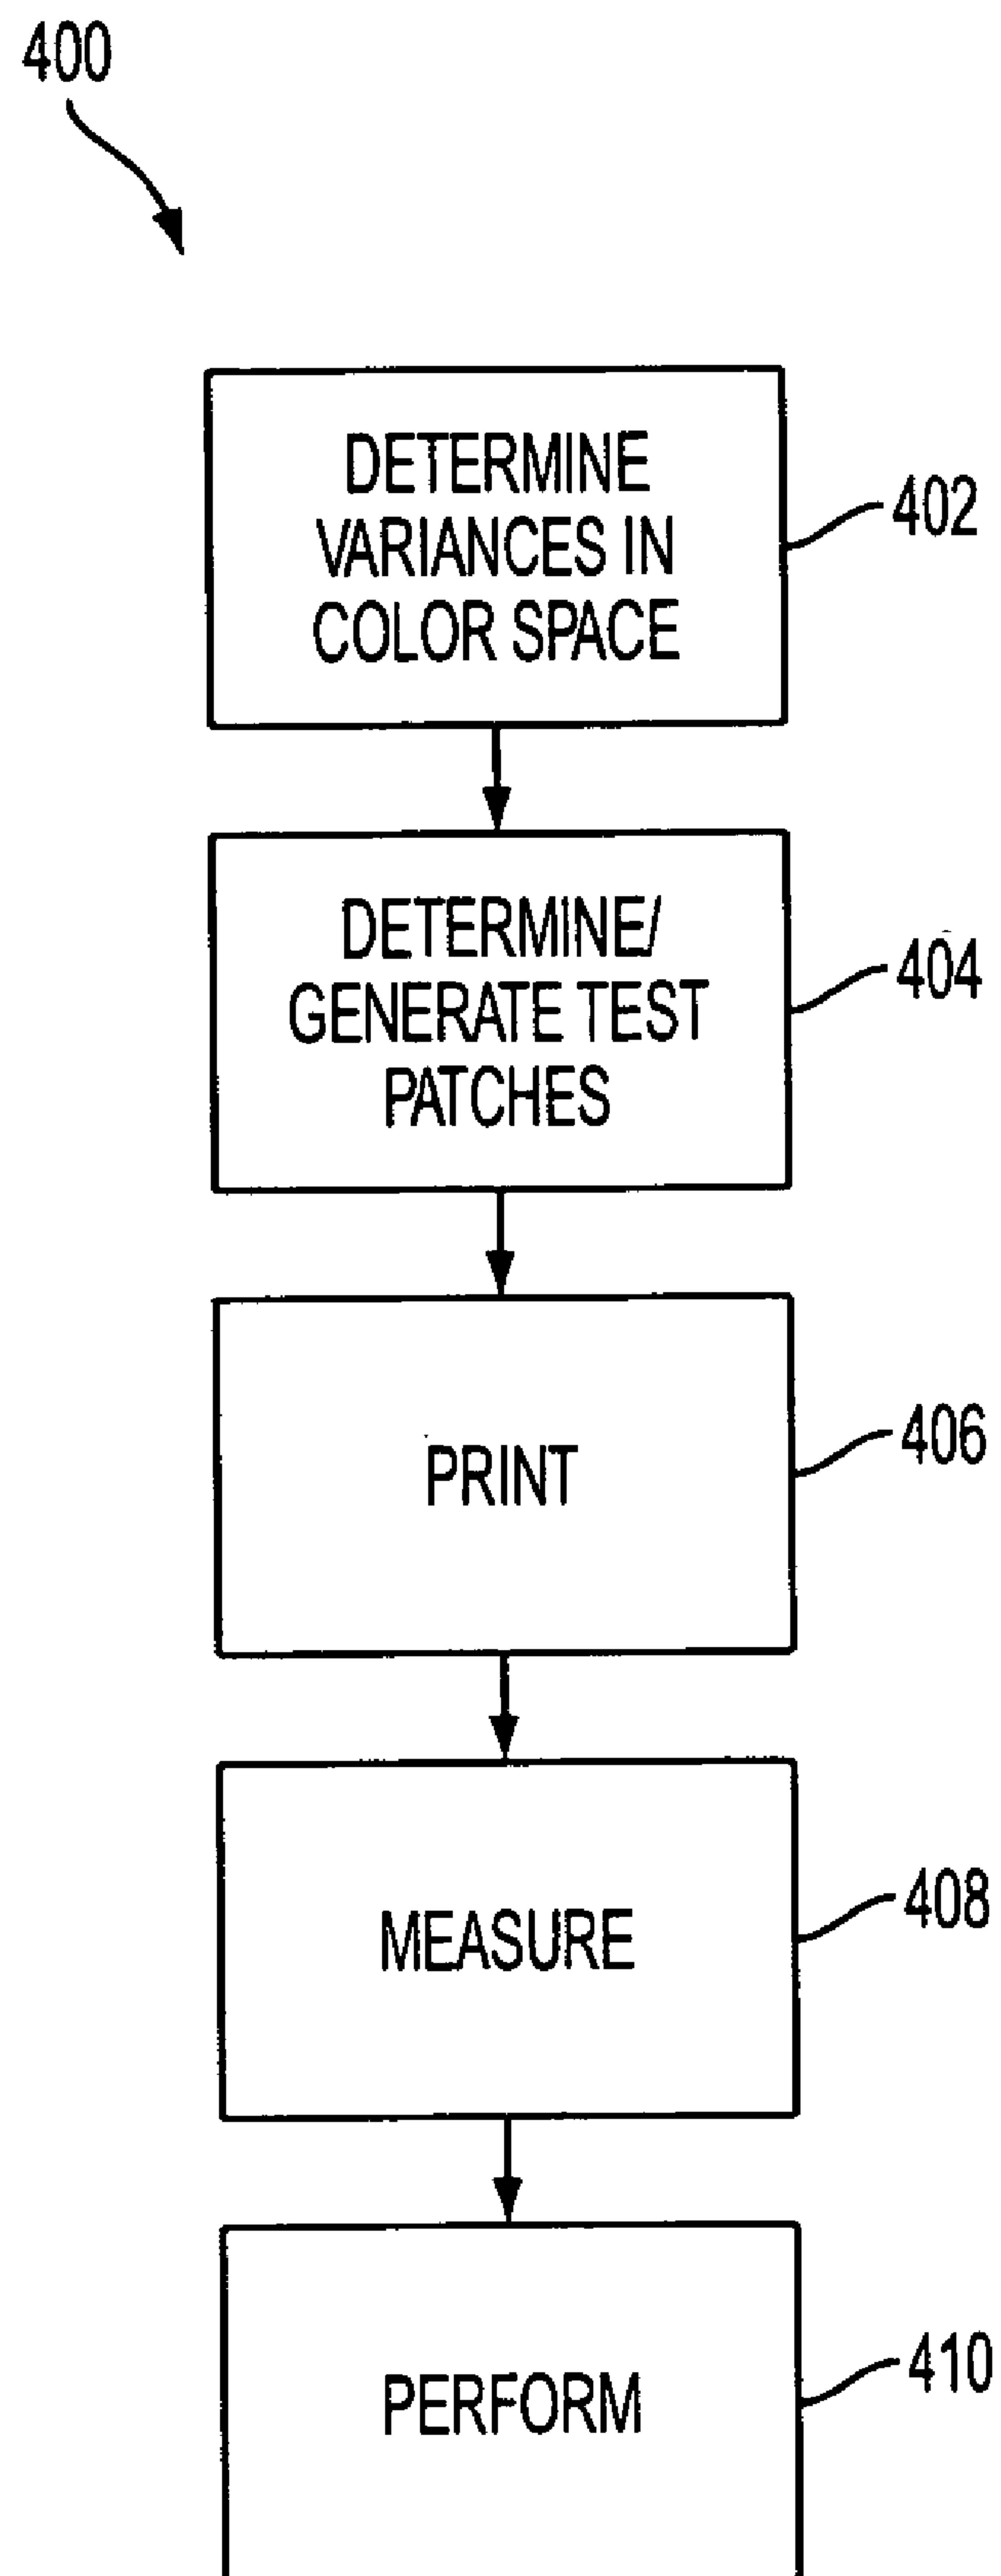 400
DETERMINE
VARIANCES IN
COLOR SPACE
402
DETERMINE/
GENERATE TEST
PATCHES
404
PRINT
406
MEASURE
408
PERFORM
410